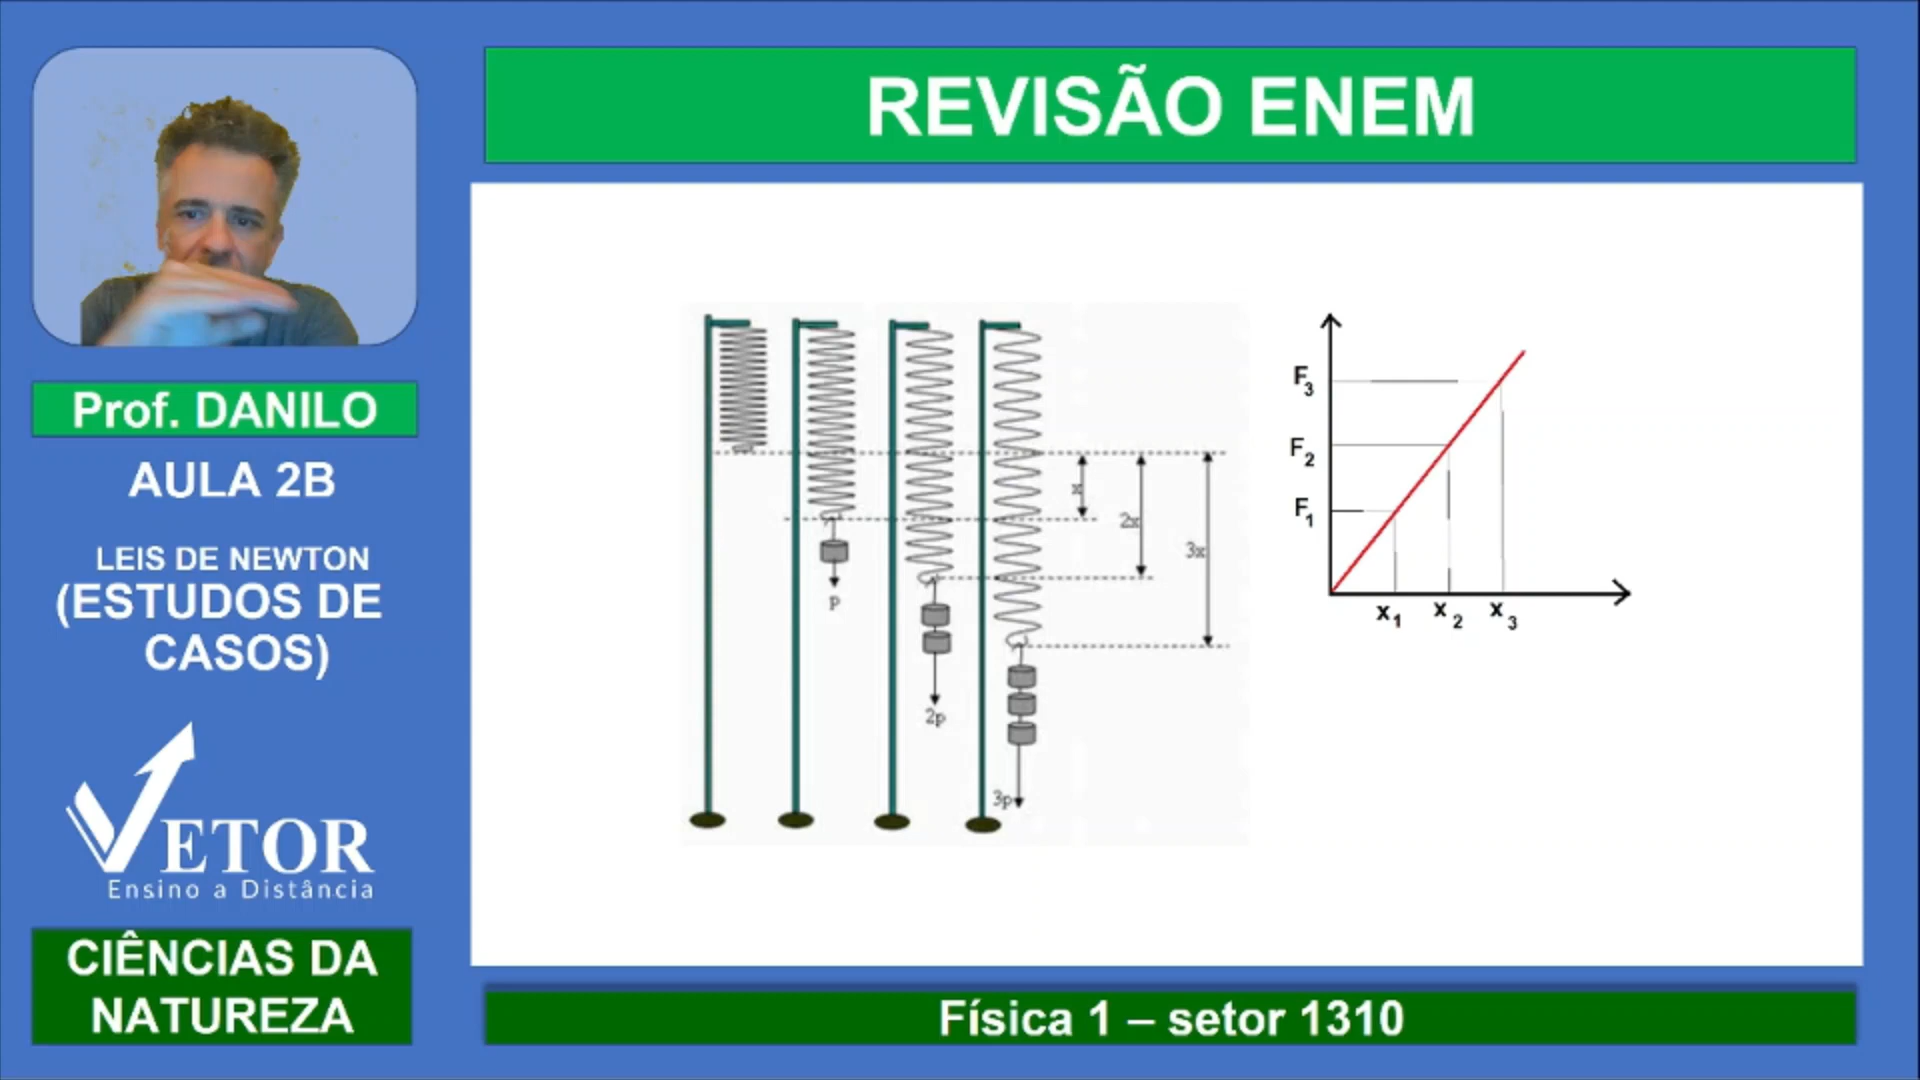 REVISÃO ENEM
Prof. DANILO
AULA 2B
LEIS DE NEWTON
(ESTUDOS DE
CASOS)
VETOR
Ensino a Distância
CIÊNCIAS DA
NATUREZA
x
2x
3x
P
2p
3p
F3
F2
F1
x1 x2 x3
Física 1 – setor 1310